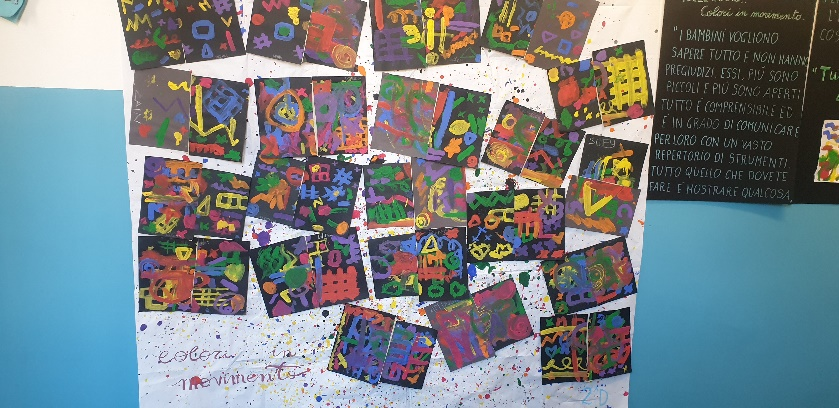 Colori in movimento.
"I BAMBINI VOGLIONO
SAPERE TUTTO E NON HANNO
PREGIUDIZI. ESSI, PIÙ SONO
PICCOLI E PIÙ SONO APERTI.
TUTTO È COMPRENSIBILE ED
È IN GRADO DI COMUNICARE
PER LORO CON UN VASTO
REPERTORIO DI STRUMENTI
TUTTO QUELLO CHE DOVETE
FARE È MOSTRARE QUALCOSA,
"TU
colori in
movimento.
2^D